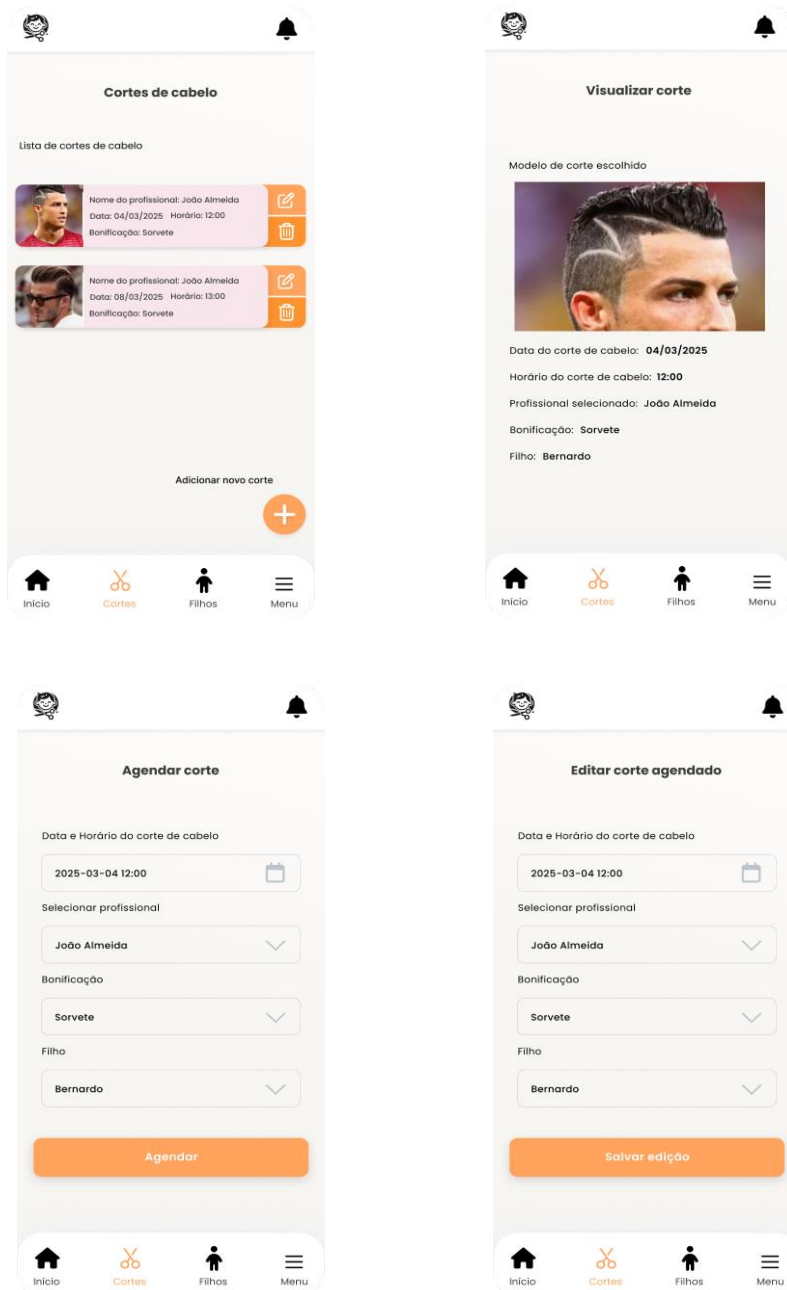 Cortes de cabelo
Lista de cortes de cabelo
Nome do profissional: João Almeida
Data: 04/03/2025 Horário: 12:00
Bonificação: Sorvete
Nome do profissional: João Almeida
Data: 08/03/2025 Horário: 13:00
Bonificação: Sorvete
Adicionar novo corte
Início Cortes Filhos Menu
Visualizar corte
Modelo de corte escolhido
Data do corte de cabelo: 04/03/2025
Horário do corte de cabelo: 12:00
Profissional selecionado: João Almeida
Bonificação: Sorvete
Filho: Bernardo
Início Cortes Filhos Menu
Agendar corte
Data e Horário do corte de cabelo
2025-03-04 12:00
Selecionar profissional
João Almeida
Bonificação
Sorvete
Filho
Bernardo
Agendar
Início Cortes Filhos Menu
Editar corte agendado
Data e Horário do corte de cabelo
2025-03-04 12:00
Selecionar profissional
João Almeida
Bonificação
Sorvete
Filho
Bernardo
Salvar edição
Início Cortes Filhos Menu